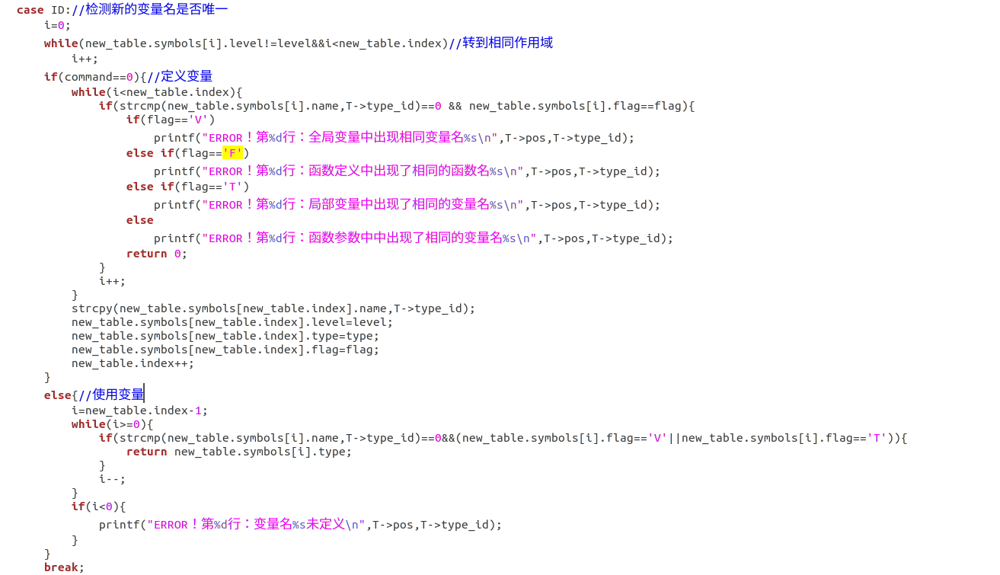 case ID://检测新的变量名是否唯一
    i=0;
    while(new_table.symbols[i].level!=level&&i<new_table.index)//转到相同作用域
        i++;
    if(command==0){//定义变量
        while(i<new_table.index){
            if(strcmp(new_table.symbols[i].name,T->type_id)==0 && new_table.symbols[i].flag==flag){
                if(flag=='V')
                    printf("ERROR！第%d行：全局变量中出现相同变量名%s\n",T->pos,T->type_id);
                else if(flag=='F')
                    printf("ERROR！第%d行：函数定义中出现了相同的函数名%s\n",T->pos,T->type_id);
                else if(flag=='T')
                    printf("ERROR！第%d行：局部变量中出现了相同的变量名%s\n",T->pos,T->type_id);
                else
                    printf("ERROR！第%d行：函数参数中中出现了相同的变量名%s\n",T->pos,T->type_id);
                return 0;
            }
            i++;
        }
        strcpy(new_table.symbols[new_table.index].name,T->type_id);
        new_table.symbols[new_table.index].level=level;
        new_table.symbols[new_table.index].type=type;
        new_table.symbols[new_table.index].flag=flag;
        new_table.index++;
    }
    else{//使用变量
        i=new_table.index-1;
        while(i>=0){
            if(strcmp(new_table.symbols[i].name,T->type_id)==0&&(new_table.symbols[i].flag=='V'||new_table.symbols[i].flag=='T')){
                return new_table.symbols[i].type;
            }
            i--;
        }
        if(i<0){
            printf("ERROR！第%d行：变量名%s未定义\n",T->pos,T->type_id);
        }
    }
    break;